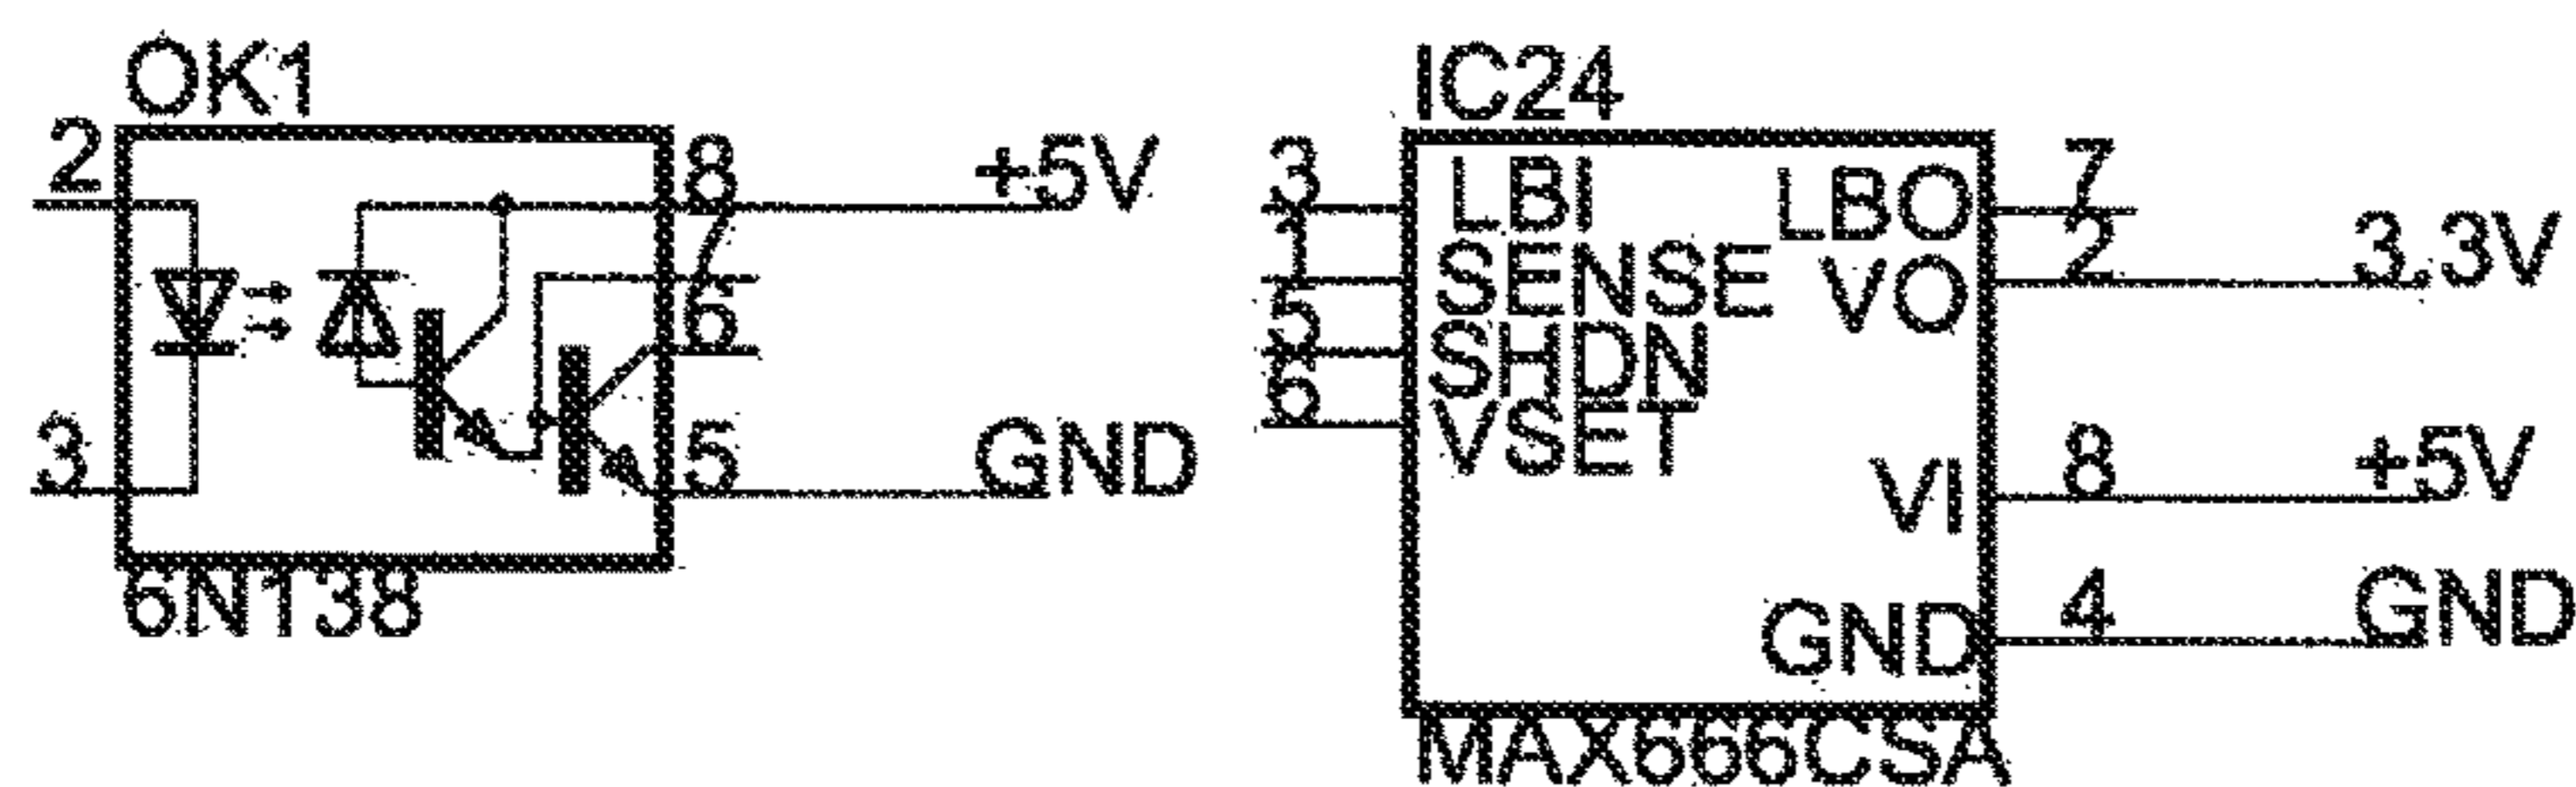 OK1
2
8
+5V
7
6
3
5
GND
6N138
IC24
3
LBI
LBO
7
1
SENSE
VO
2
3.3V
5
SHDN
6
VSET
VI
8
+5V
GND
4
GND
MAX666CSA